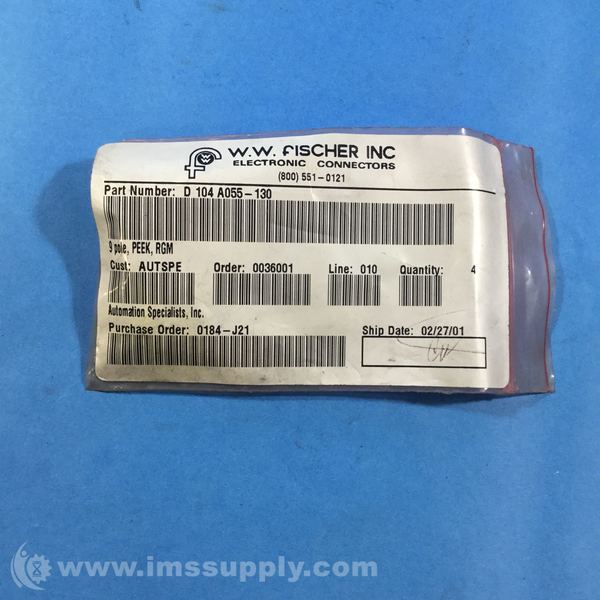 W.W. FISCHER INC
ELECTRONIC CONNECTORS
(800) 551-0121
Part Number: D 104 A055-130
9 pole, PEEK, RGM
Cust: AUTSPE Order: 0036001 Line: 010 Quantity: 4
Automation Specialists, Inc.
Purchase Order: 0184-J21 Ship Date: 02/27/01
www.imssupply.com